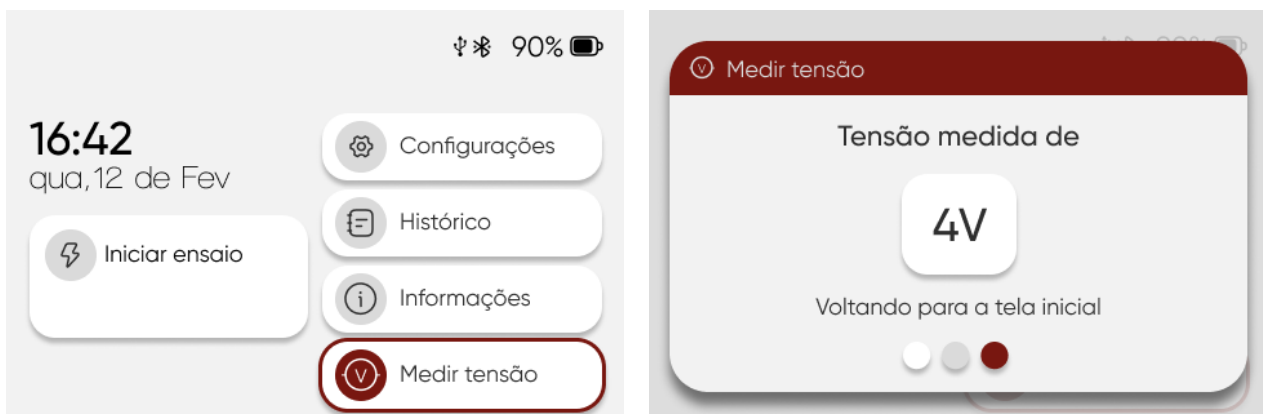 90%
16:42
qua,12 de Fev
Iniciar ensaio
Configurações
Histórico
Informações
V Medir tensão
V Medir tensão
Tensão medida de
4V
Voltando para a tela inicial